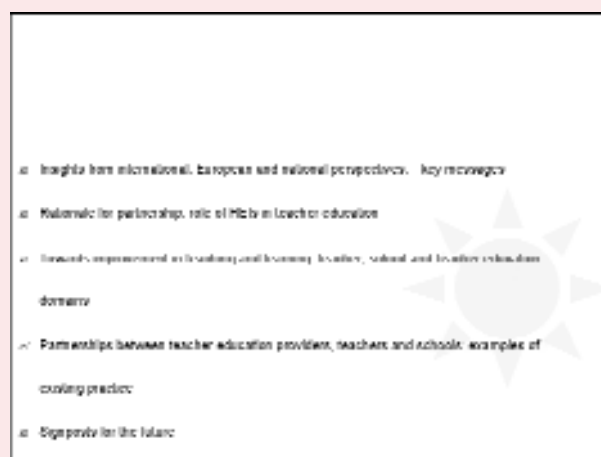 Insights from international, European and national perspectives, key messages
Rationale for partnership, role of HEIs in teacher education
Towards improvement in teaching and learning teacher, school and teacher education
domains
Partnerships between teacher education providers, teachers and schools: examples of
existing practice
Signposts for the future